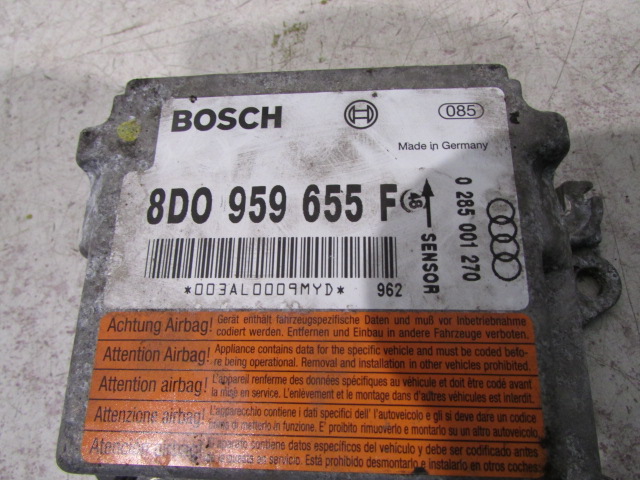 BOSCH
085
Made in Germany
8D0 959 655 F
46
SENSOR
0 285 001 270
*003AL0009MYD*
962
Achtung Airbag! Gerät enthält fahrzeugspezifische Daten und muß vor Inbetriebnahme
codiert werden. Entfernen und Einbau in andere Fahrzeuge verboten.
Attention Airbag! Appliance contains data for the specific vehicle and must be coded befo-
re being operational. Removal and installation in other vehicles prohibited.
Attention airbag! L'appareil renferme des données spécifiques au véhicule et doit être codé avant
la mise en service. L'enlèvement et le montage dans d'autres véhicules est interdit.
Attenzione airbag! L'apparecchio contiene i dati specifici dell' autoveicolo e gli si deve dare un codice
prima di metterlo in funzione. E' proibito rimuoverlo e montarlo su un altro autoveicolo
Atención airbag! aparato contiene datos específicos del vehículo y debe ser codificado antes
en servicio. Está prohibido desmontarlo e instalarlo en otros coches